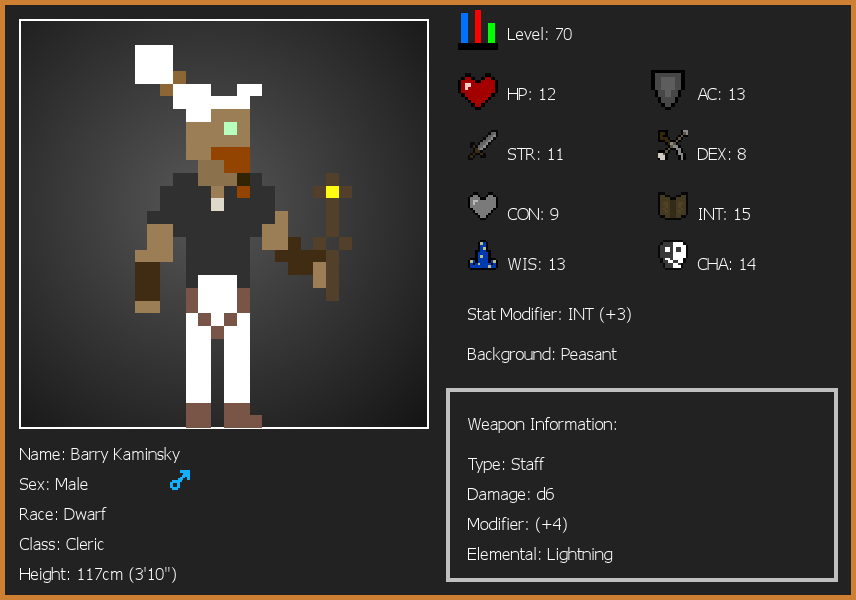 Level: 70
HP: 12
AC: 13
STR: 11
DEX: 8
CON: 9
INT: 15
WIS: 13
CHA: 14
Stat Modifier: INT (+3)
Background: Peasant
Weapon Information:
Type: Staff
Damage: d6
Modifier: (+4)
Elemental: Lightning
Name: Barry Kaminsky
Sex: Male
Race: Dwarf
Class: Cleric
Height: 117cm (3'10")